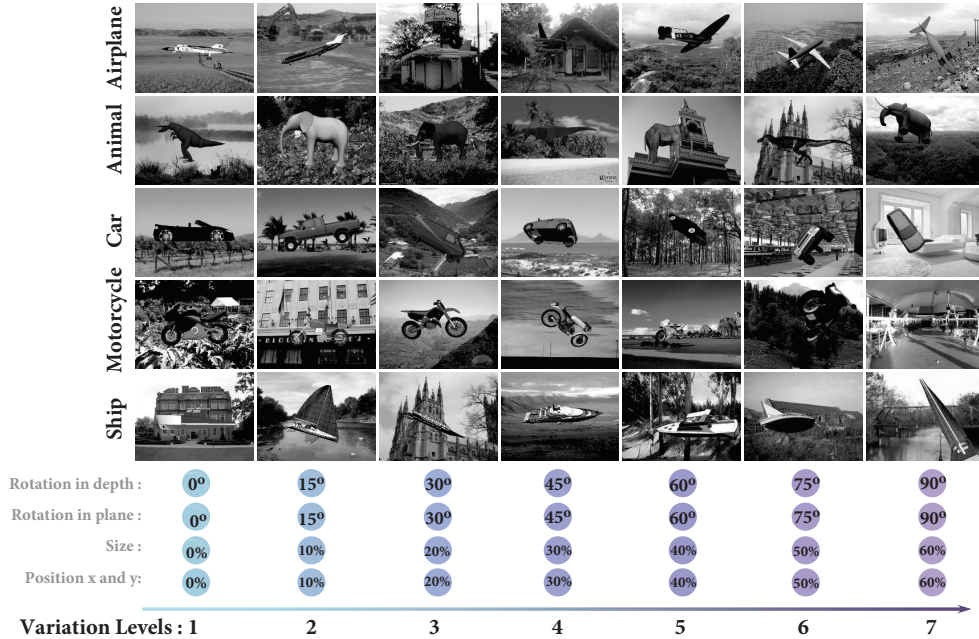 Airplane
Animal
Car
Motorcycle
Ship
Rotation in depth : 0º 15º 30º 45º 60º 75º 90º
Rotation in plane : 0º 15º 30º 45º 60º 75º 90º
Size : 0% 10% 20% 30% 40% 50% 60%
Position x and y: 0% 10% 20% 30% 40% 50% 60%
Variation Levels : 1 2 3 4 5 6 7